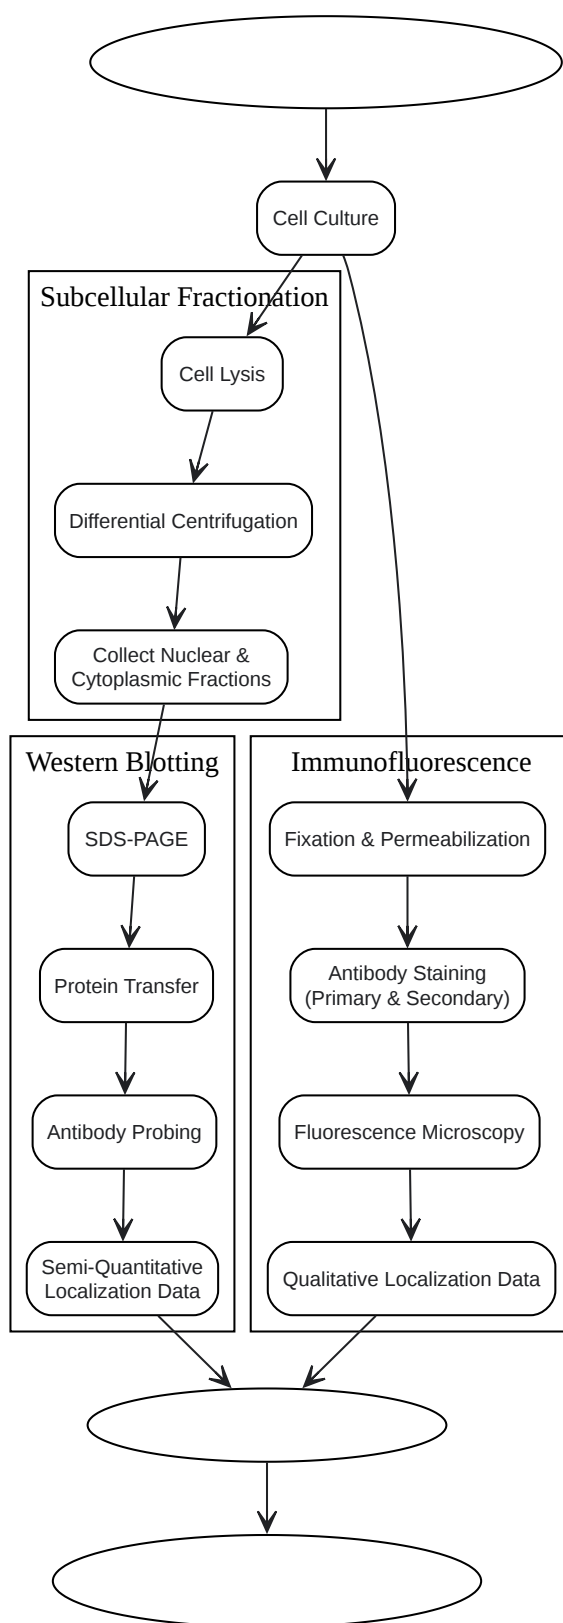 Cell Culture
Subcellular Fractionation
Cell Lysis
Differential Centrifugation
Collect Nuclear &
Cytoplasmic Fractions
Western Blotting
SDS-PAGE
Protein Transfer
Antibody Probing
Semi-Quantitative
Localization Data
Immunofluorescence
Fixation & Permeabilization
Antibody Staining
(Primary & Secondary)
Fluorescence Microscopy
Qualitative Localization Data